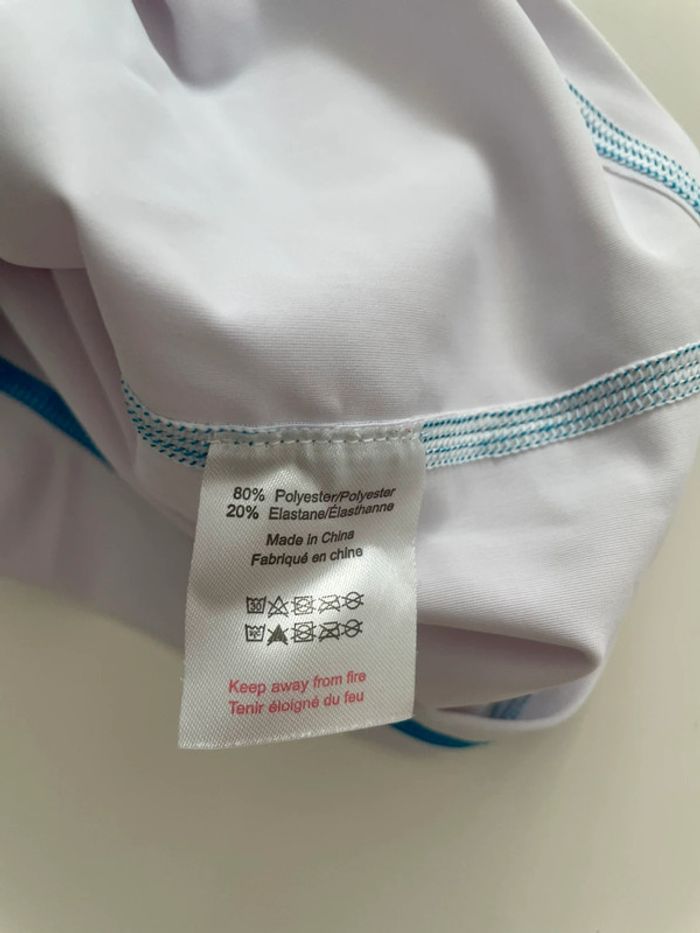 80% Polyester/Polyester
20% Elastane/Élasthanne
Made in China
Fabriqué en chine
Keep away from fire
Tenir éloigné du feu